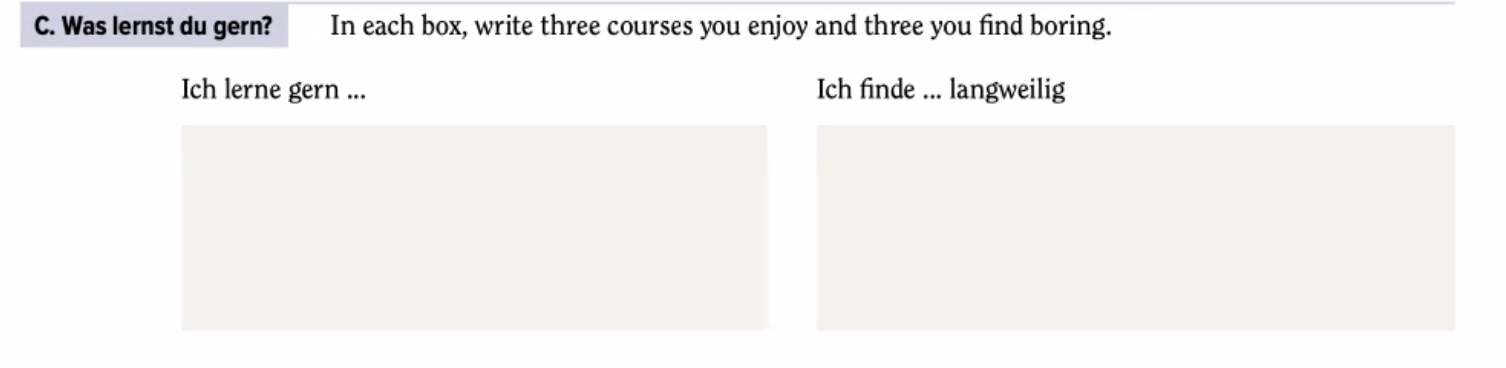 C. Was lernst du gern? In each box, write three courses you enjoy and three you find boring.
Ich lerne gern ... Ich finde ... langweilig